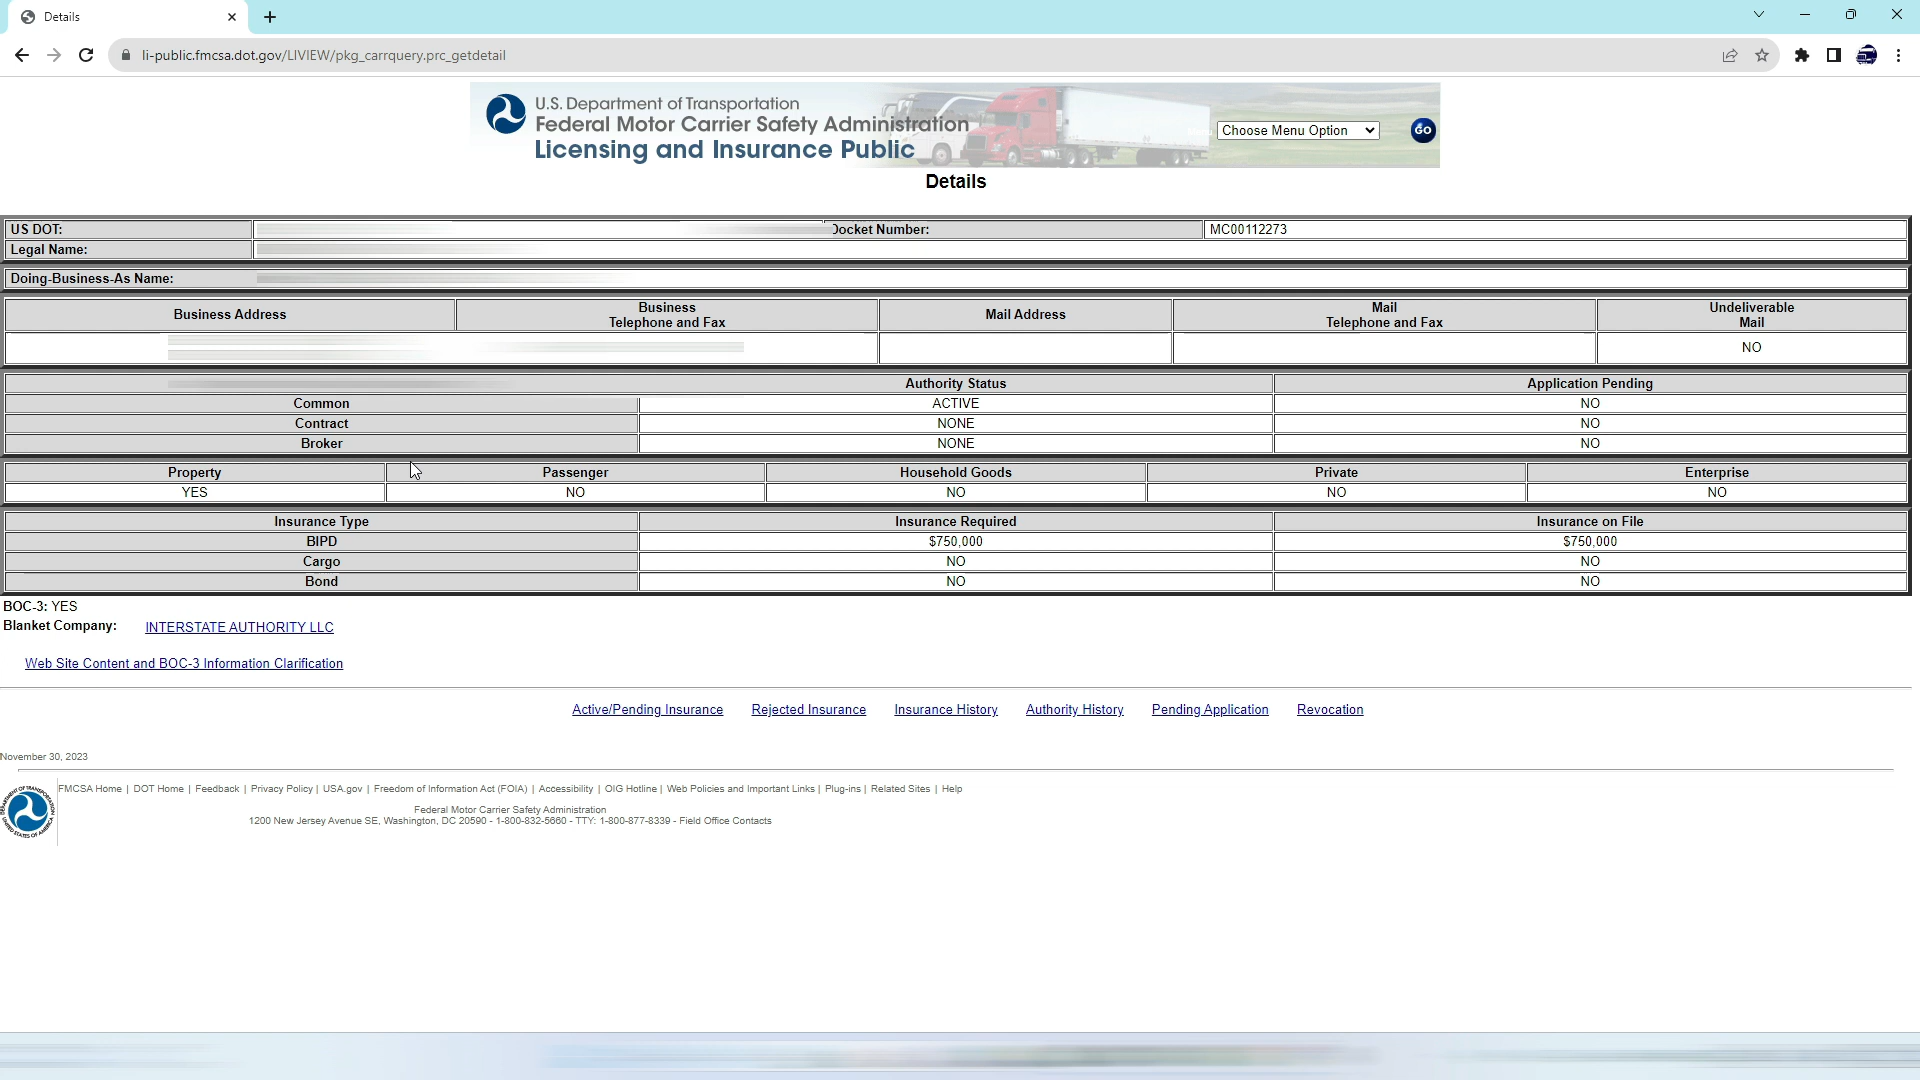 Details
li-public.fmcsa.dot.gov/LIVIEW/pkg_carrquery.prc_getdetail
U.S. Department of Transportation
Federal Motor Carrier Safety Administration
Licensing and Insurance Public
Choose Menu Option
GO
Details
US DOT: Docket Number: MC00112273
Legal Name:
Doing-Business-As Name:
Business Address Business Telephone and Fax Mail Address Mail Telephone and Fax Undeliverable Mail
NO
Authority Status Application Pending
Common ACTIVE NO
Contract NONE NO
Broker NONE NO
Property Passenger Household Goods Private Enterprise
YES NO NO NO NO
Insurance Type Insurance Required Insurance on File
BIPD $750,000 $750,000
Cargo NO NO
Bond NO NO
BOC-3: YES
Blanket Company: INTERSTATE AUTHORITY LLC
Web Site Content and BOC-3 Information Clarification
Active/Pending Insurance Rejected Insurance Insurance History Authority History Pending Application Revocation
November 30, 2023
FMCSA Home | DOT Home | Feedback | Privacy Policy | USA.gov | Freedom of Information Act (FOIA) | Accessibility | OIG Hotline | Web Policies and Important Links | Plug-ins | Related Sites | Help
Federal Motor Carrier Safety Administration
1200 New Jersey Avenue SE, Washington, DC 20590 - 1-800-832-5660 - TTY: 1-800-877-8339 - Field Office Contacts